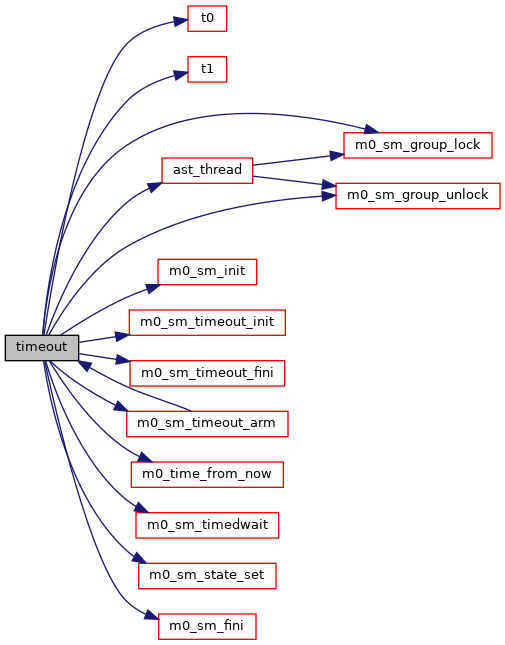 t0
t1
m0_sm_group_lock
ast_thread
m0_sm_group_unlock
m0_sm_init
m0_sm_timeout_init
timeout
m0_sm_timeout_fini
m0_sm_timeout_arm
m0_time_from_now
m0_sm_timedwait
m0_sm_state_set
m0_sm_fini